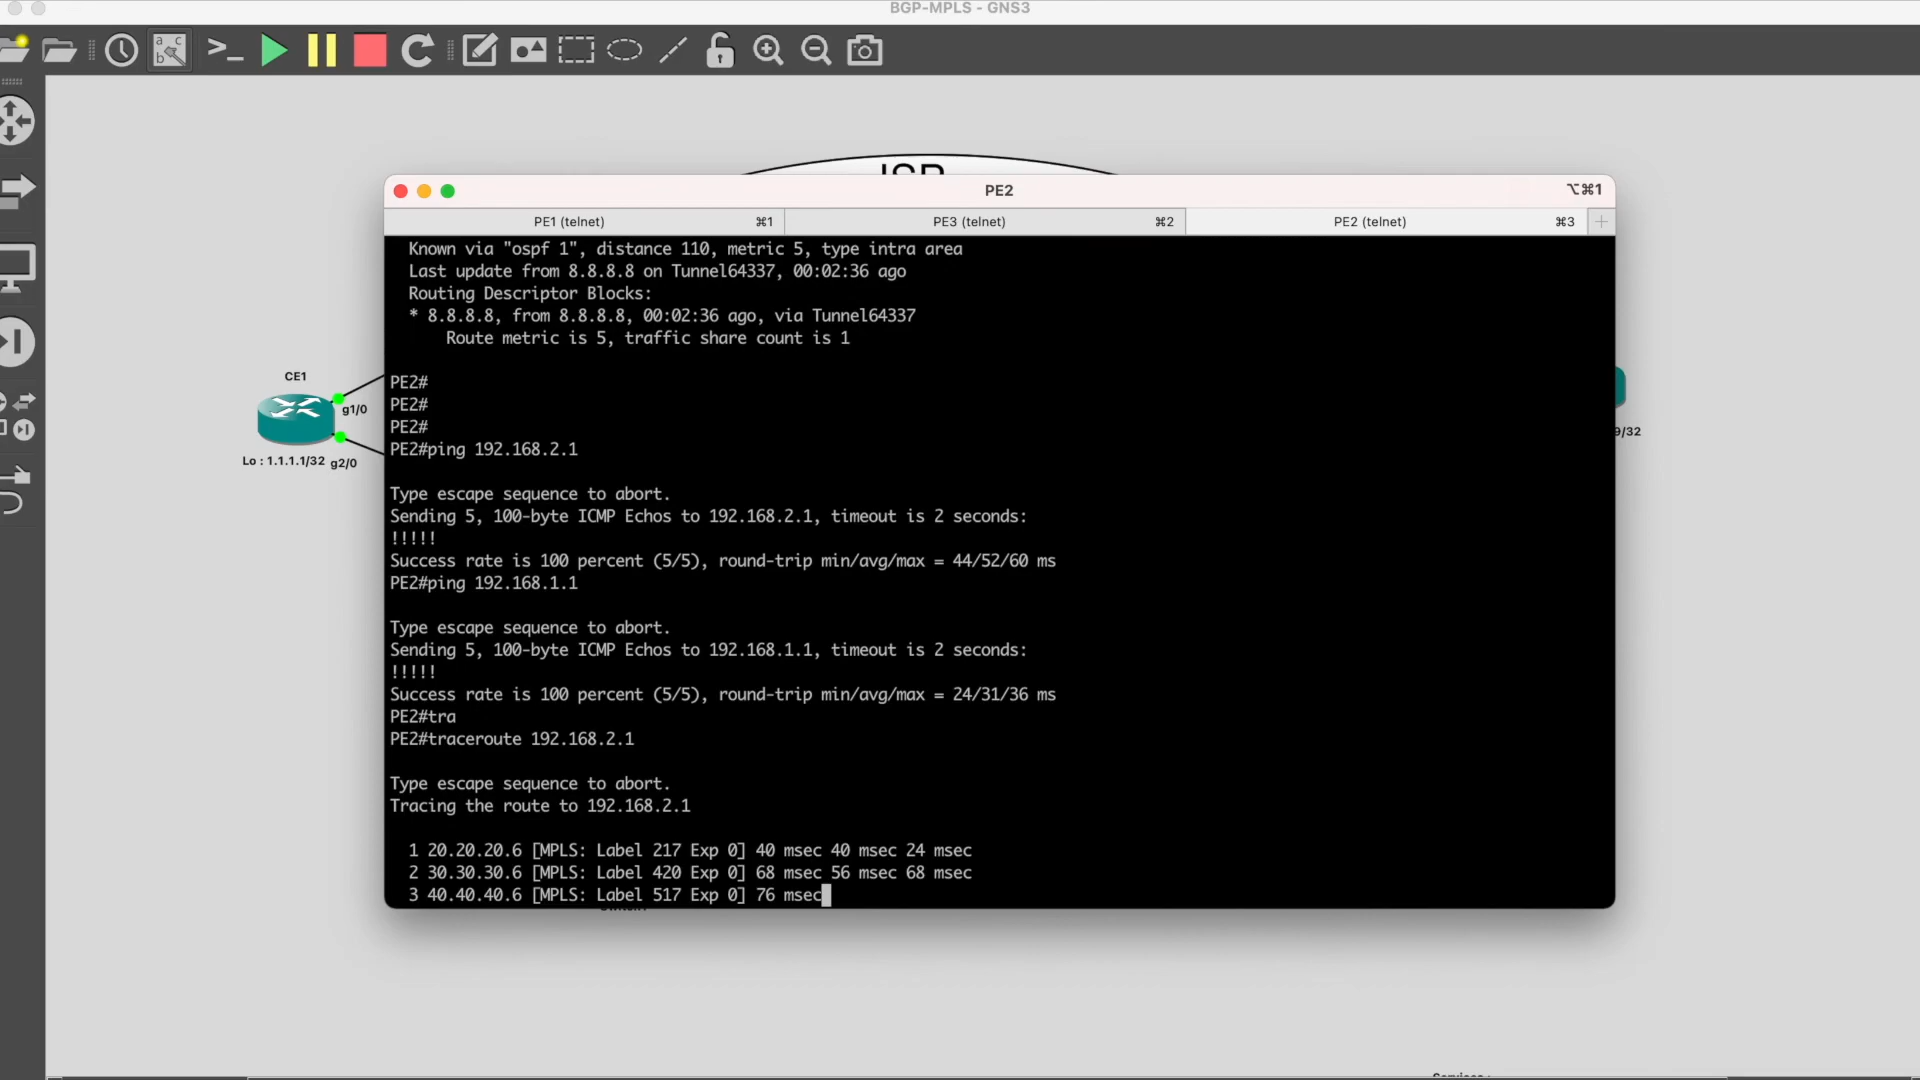 BGP-MPLS - GNS3
ISP
PE2
⌥⌘1
PE1 (telnet) ⌘1
PE3 (telnet) ⌘2
PE2 (telnet) ⌘3
Known via "ospf 1", distance 110, metric 5, type intra area
Last update from 8.8.8.8 on Tunnel64337, 00:02:36 ago
Routing Descriptor Blocks:
* 8.8.8.8, from 8.8.8.8, 00:02:36 ago, via Tunnel64337
Route metric is 5, traffic share count is 1
PE2#
PE2#
PE2#
PE2#ping 192.168.2.1
Type escape sequence to abort.
Sending 5, 100-byte ICMP Echos to 192.168.2.1, timeout is 2 seconds:
!!!!!
Success rate is 100 percent (5/5), round-trip min/avg/max = 44/52/60 ms
PE2#ping 192.168.1.1
Type escape sequence to abort.
Sending 5, 100-byte ICMP Echos to 192.168.1.1, timeout is 2 seconds:
!!!!!
Success rate is 100 percent (5/5), round-trip min/avg/max = 24/31/36 ms
PE2#tra
PE2#traceroute 192.168.2.1
Type escape sequence to abort.
Tracing the route to 192.168.2.1
1 20.20.20.6 [MPLS: Label 217 Exp 0] 40 msec 40 msec 24 msec
2 30.30.30.6 [MPLS: Label 420 Exp 0] 68 msec 56 msec 68 msec
3 40.40.40.6 [MPLS: Label 517 Exp 0] 76 msec
CE1
g1/0
Lo : 1.1.1.1/32
g2/0
9/32